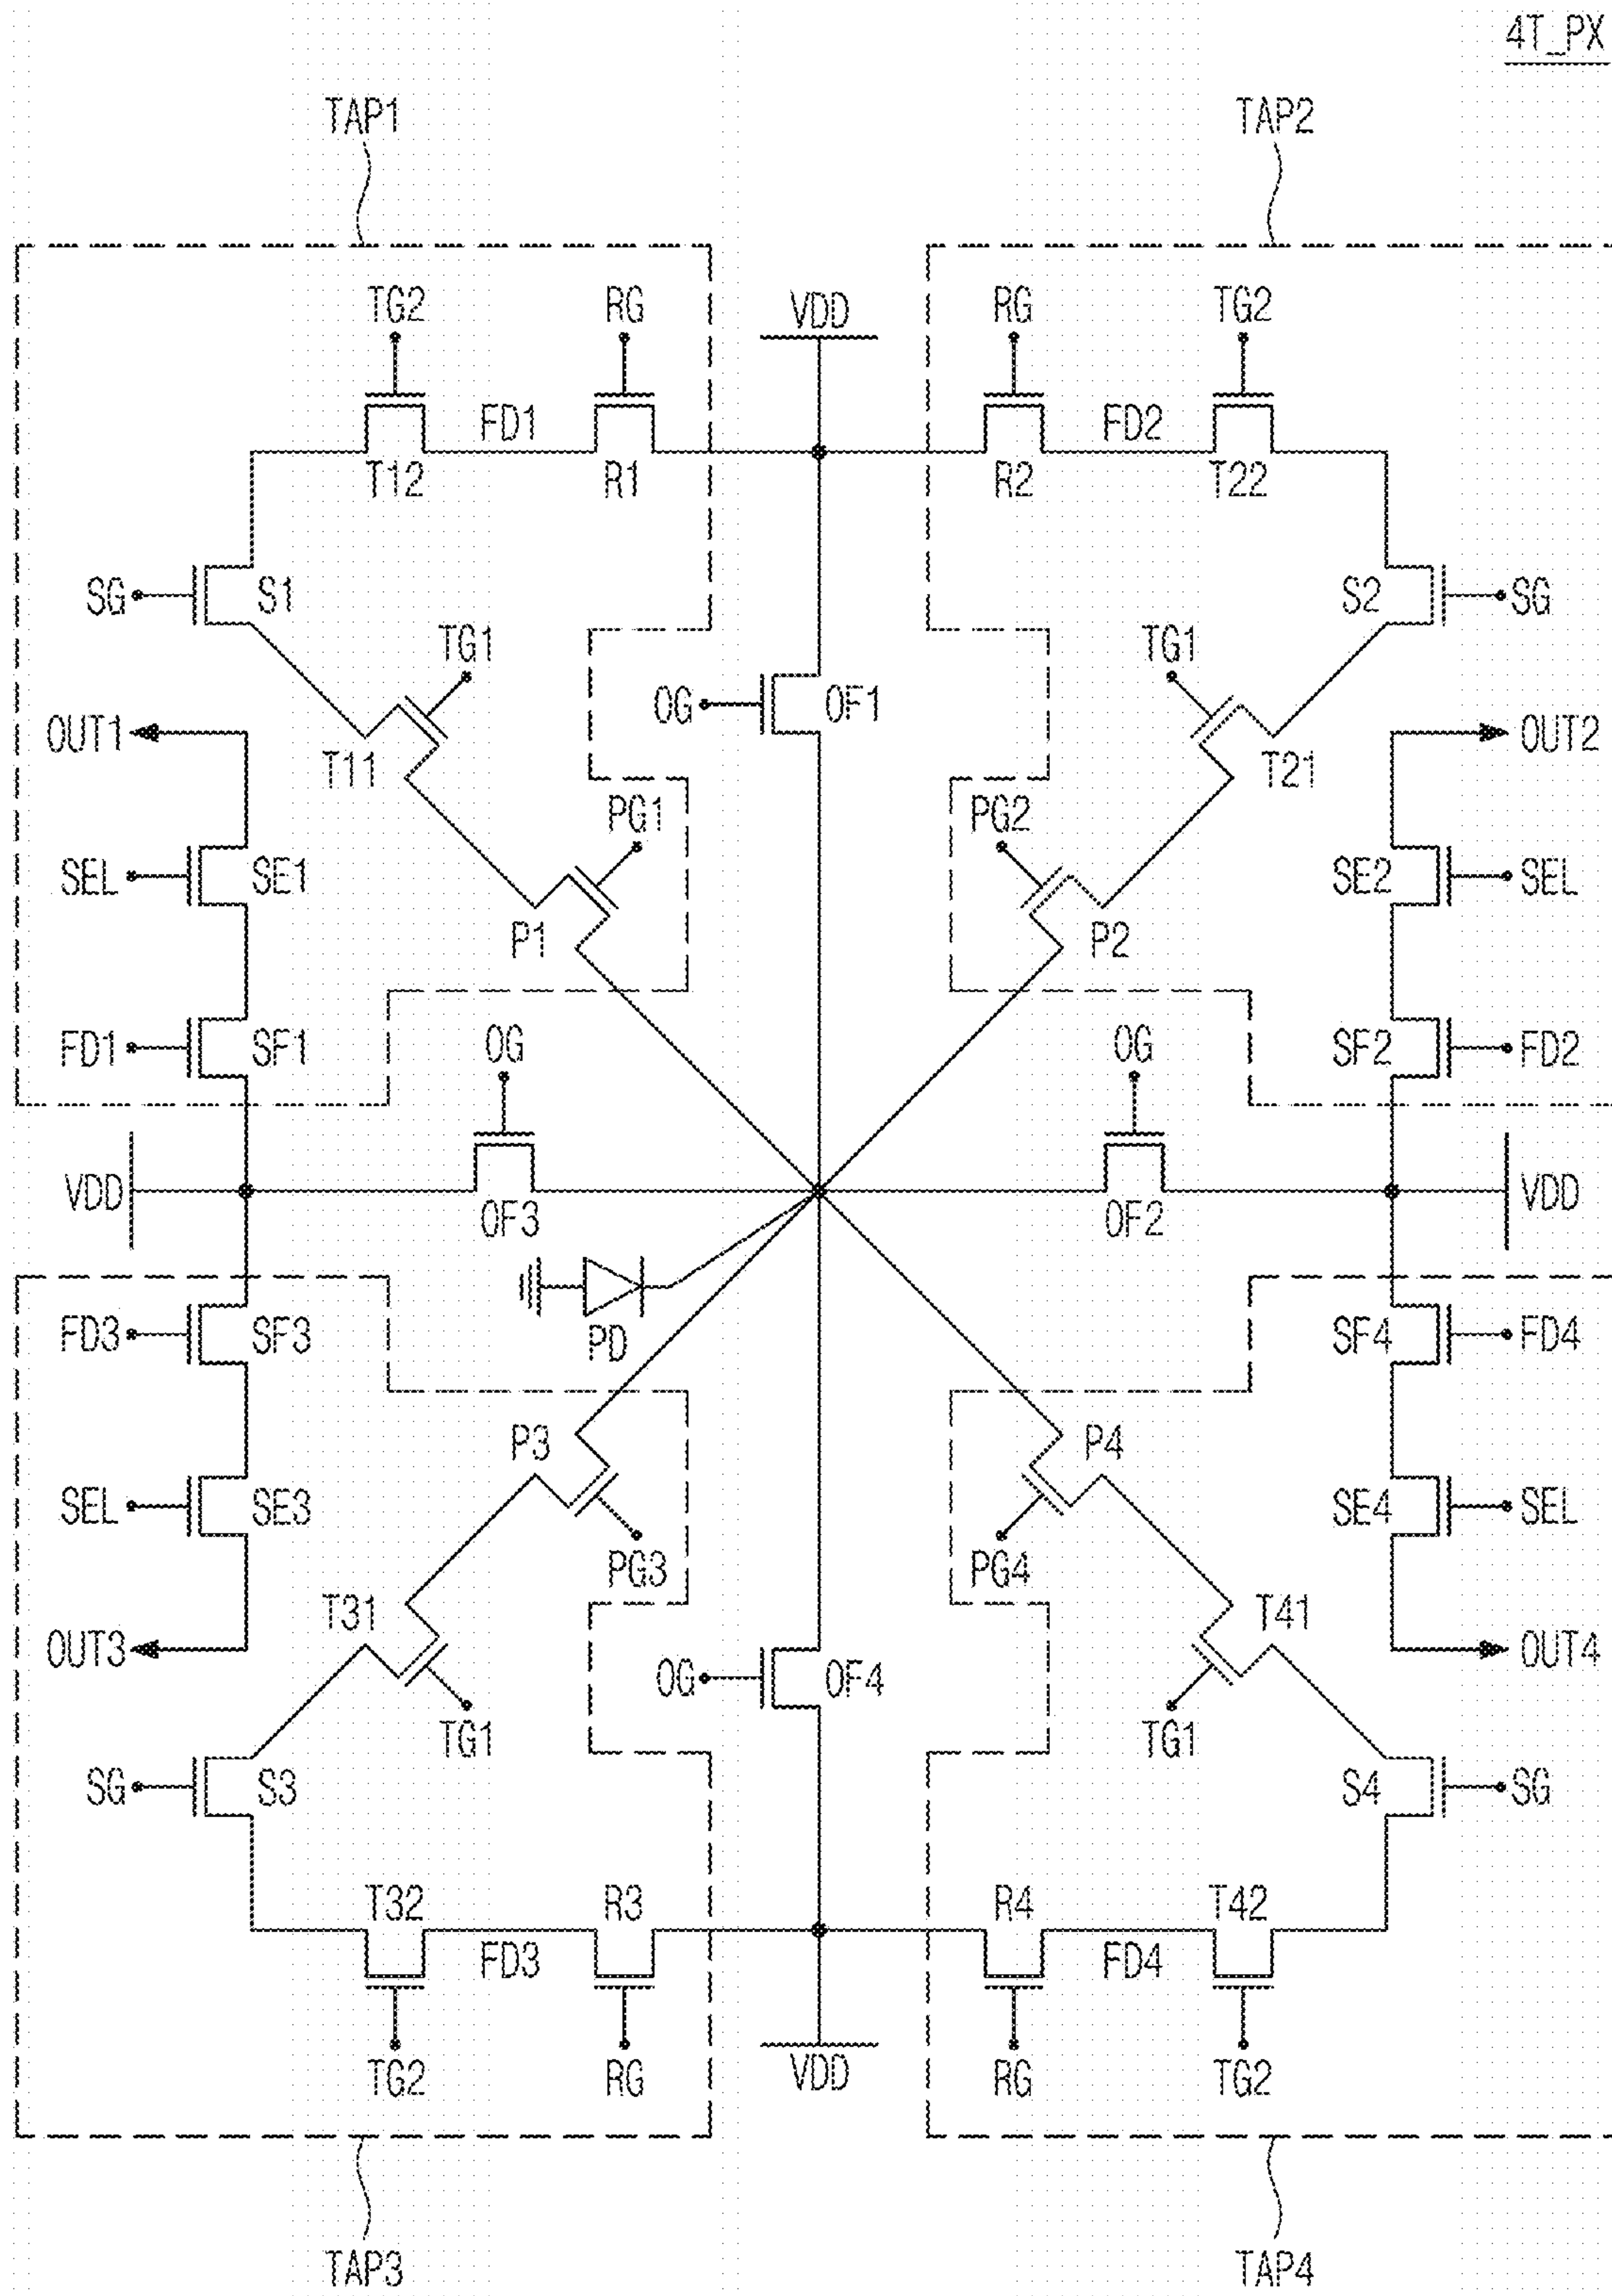 4T_PX
TAP1 TAP2
TG2 RG VDD RG TG2
FD1 FD2
T12 R1 R2 T22
SG S1 S2 SG
TG1 TG1
OG OF1
OUT1 OUT2
T11 T21
PG1 PG2
SEL SE1 SE2 SEL
P1 P2
FD1 SF1 OG OG SF2 FD2
VDD VDD
OF3 OF2
FD3 SF3 PD SF4 FD4
P3 P4
SEL SE3 SE4 SEL
PG3 PG4
T31 T41
OUT3 OUT4
OG OF4
TG1 TG1
SG S3 S4 SG
T32 R3 R4 T42
FD3 FD4
TG2 RG VDD RG TG2
TAP3 TAP4